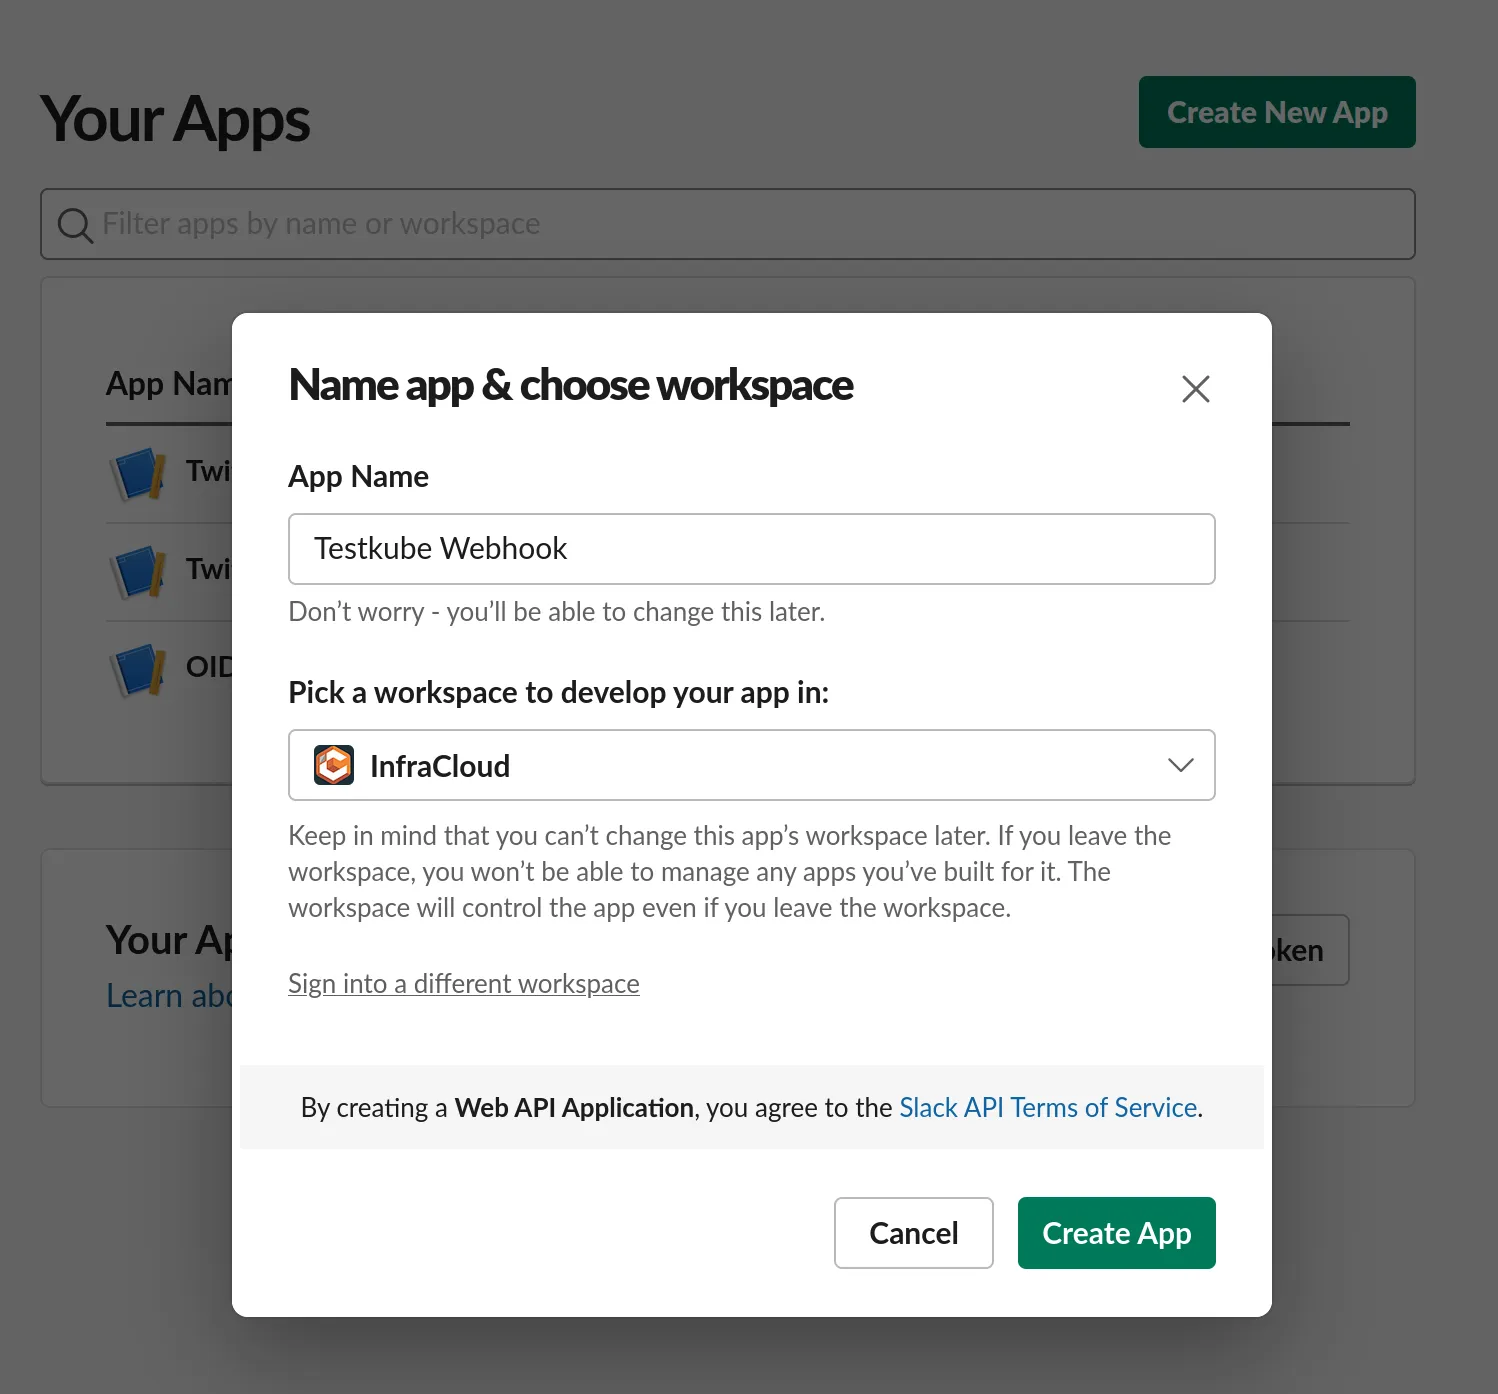 Your Apps
Create New App
Filter apps by name or workspace
App Nam
Name app & choose workspace
App Name
Testkube Webhook
Don’t worry - you’ll be able to change this later.
Twi
Twi
OID
Pick a workspace to develop your app in:
InfraCloud
Keep in mind that you can’t change this app’s workspace later. If you leave the
workspace, you won’t be able to manage any apps you’ve built for it. The
workspace will control the app even if you leave the workspace.
Your Ap
Learn abo
oken
Sign into a different workspace
By creating a Web API Application, you agree to the Slack API Terms of Service.
Cancel
Create App